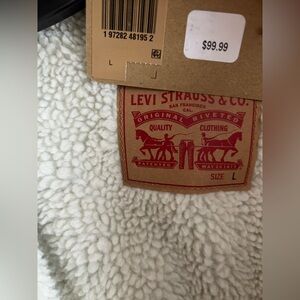 1 97282 48195 2
$99.99
L
LEVI STRAUSS & CO.
SAN FRANCISCO
CAL.
ORIGINAL RIVETED
QUALITY CLOTHING
SIZE L